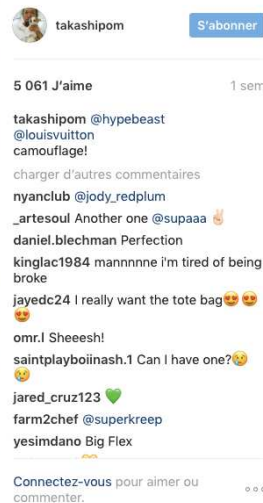 takashipom S'abonner
5 061 J'aime 1 sem
takashipom @hypebeast
@louisvuitton
camouflage!
charger d'autres commentaires
nyanclub @jody_redplum
_artesoul Another one @supaaa ✌🏻
daniel.blechman Perfection
kinglac1984 mannnnne i'm tired of being
broke
jayedc24 I really want the tote bag😍😍
😍
omr.l Sheeesh!
saintplayboiinash.1 Can I have one?😢
😢
jared_cruz123 💚
farm2chef @superkreep
yesimdano Big Flex
Connectez-vous pour aimer ou
commenter.